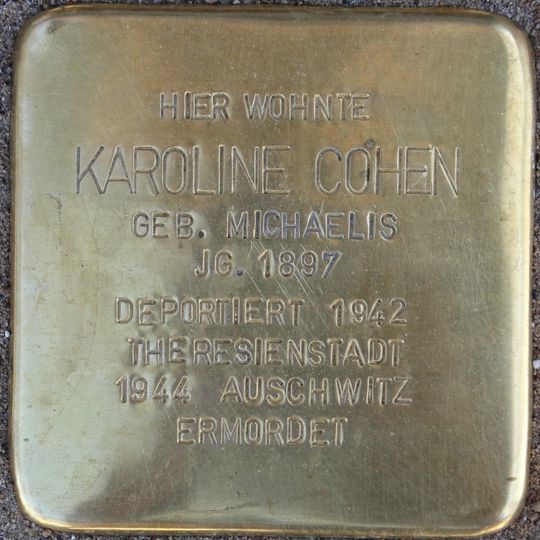 HIER WOHNTE
KAROLINE COHEN
GEB. MICHAELIS
JG. 1897
DEPORTIERT 1942
THERESIENSTADT
1944 AUSCHWITZ
ERMORDET